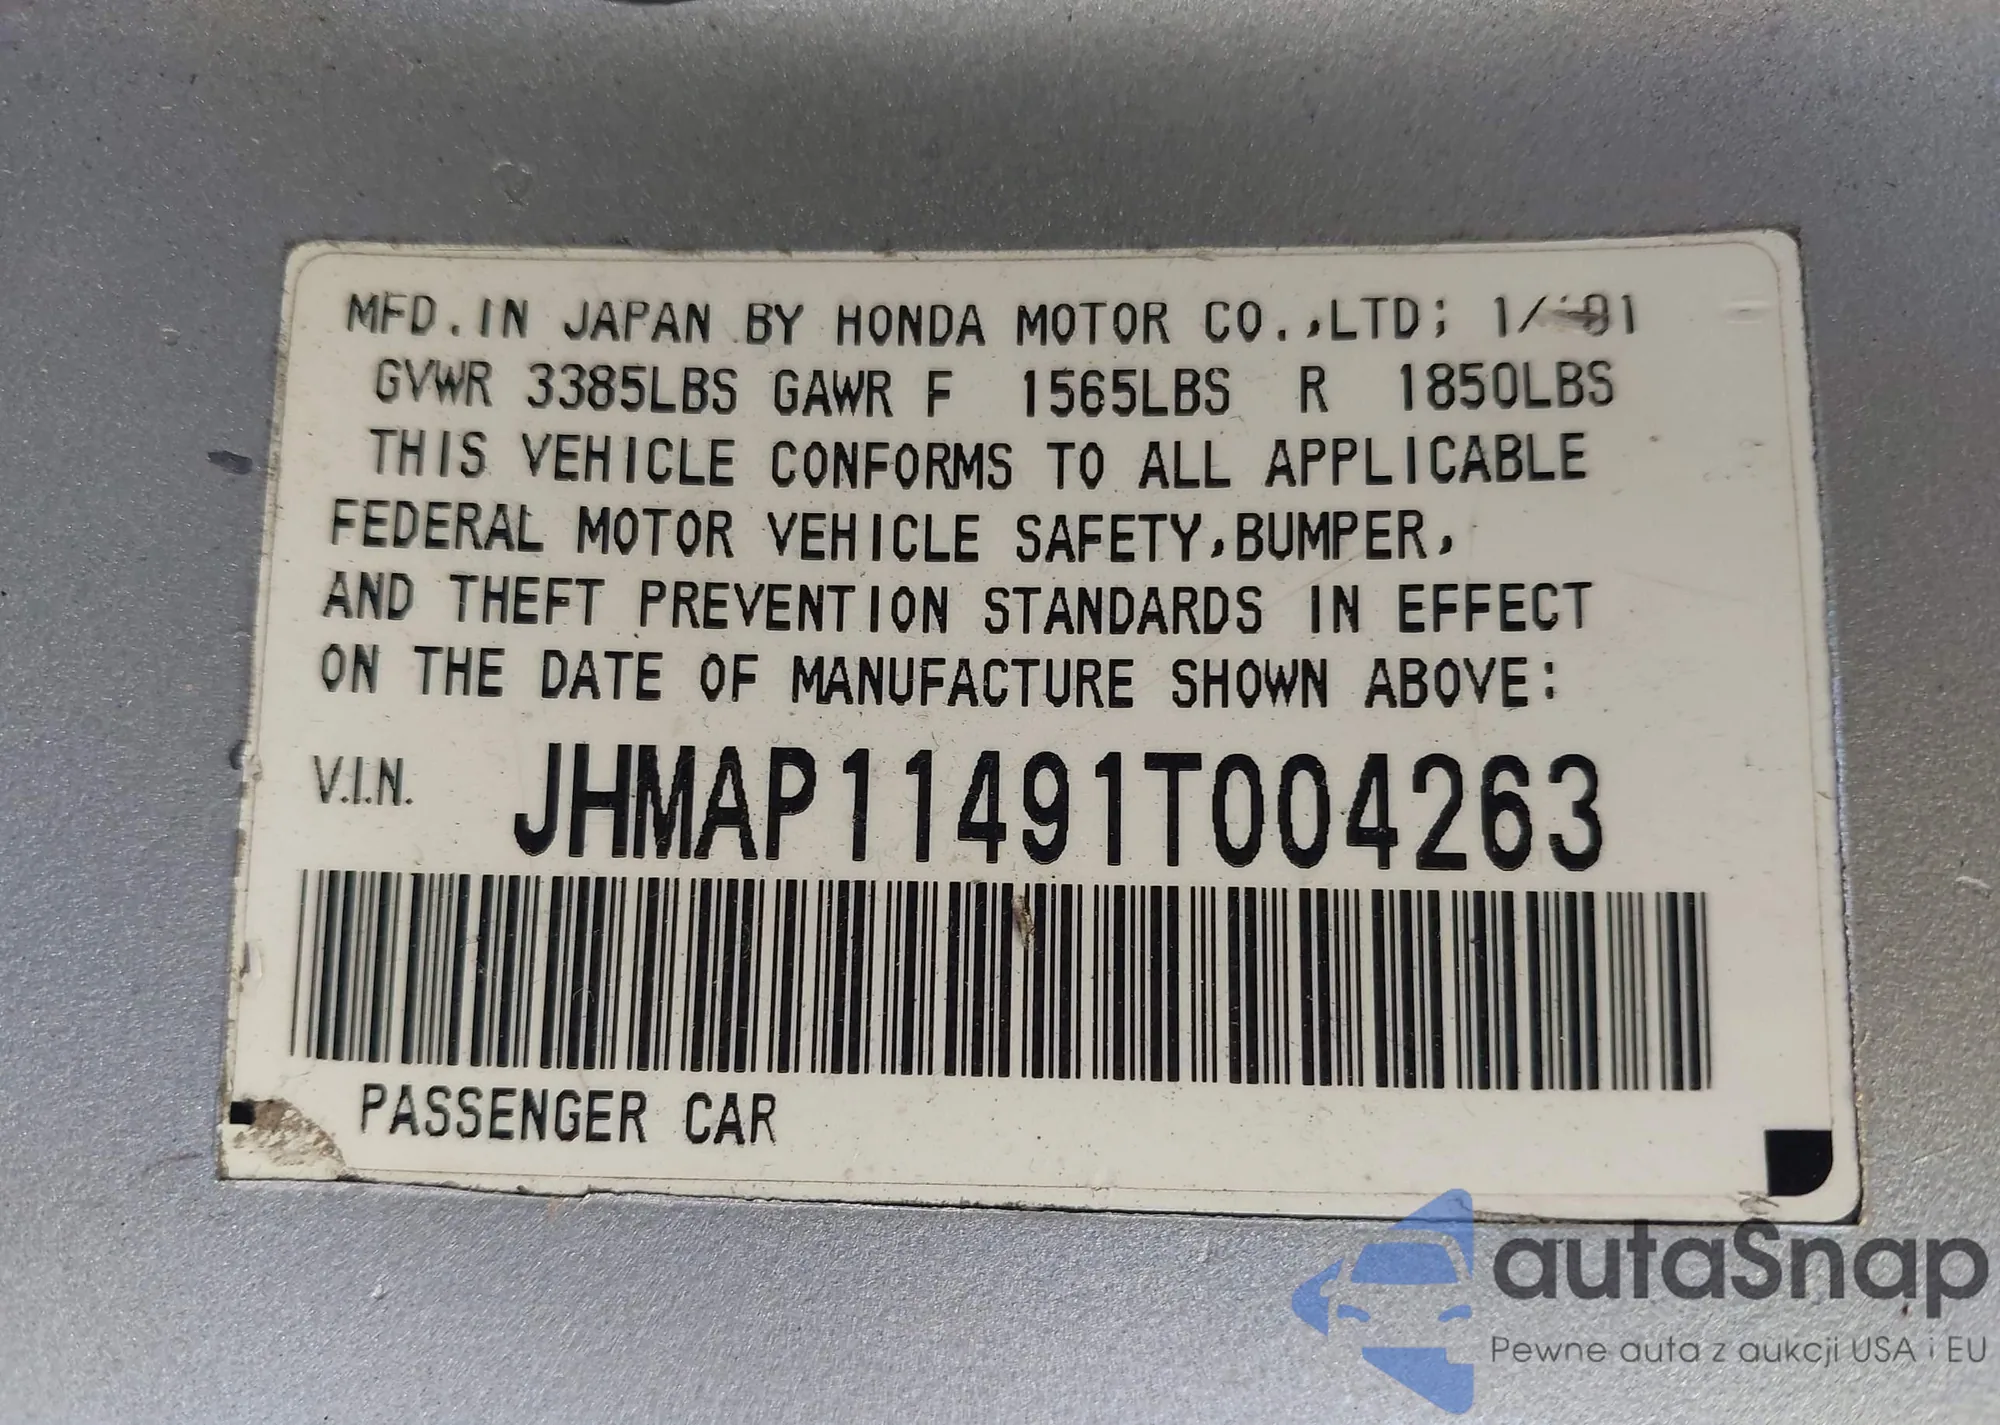 MFD. IN JAPAN BY HONDA MOTOR CO.,LTD; 1/ 01
GVWR 3385LBS GAWR F 1565LBS R 1850LBS
THIS VEHICLE CONFORMS TO ALL APPLICABLE
FEDERAL MOTOR VEHICLE SAFETY,BUMPER,
AND THEFT PREVENTION STANDARDS IN EFFECT
ON THE DATE OF MANUFACTURE SHOWN ABOVE:
V.I.N. JHMAP11491T004263
PASSENGER CAR
autaSnap
Pewne auta z aukcji USA i EU